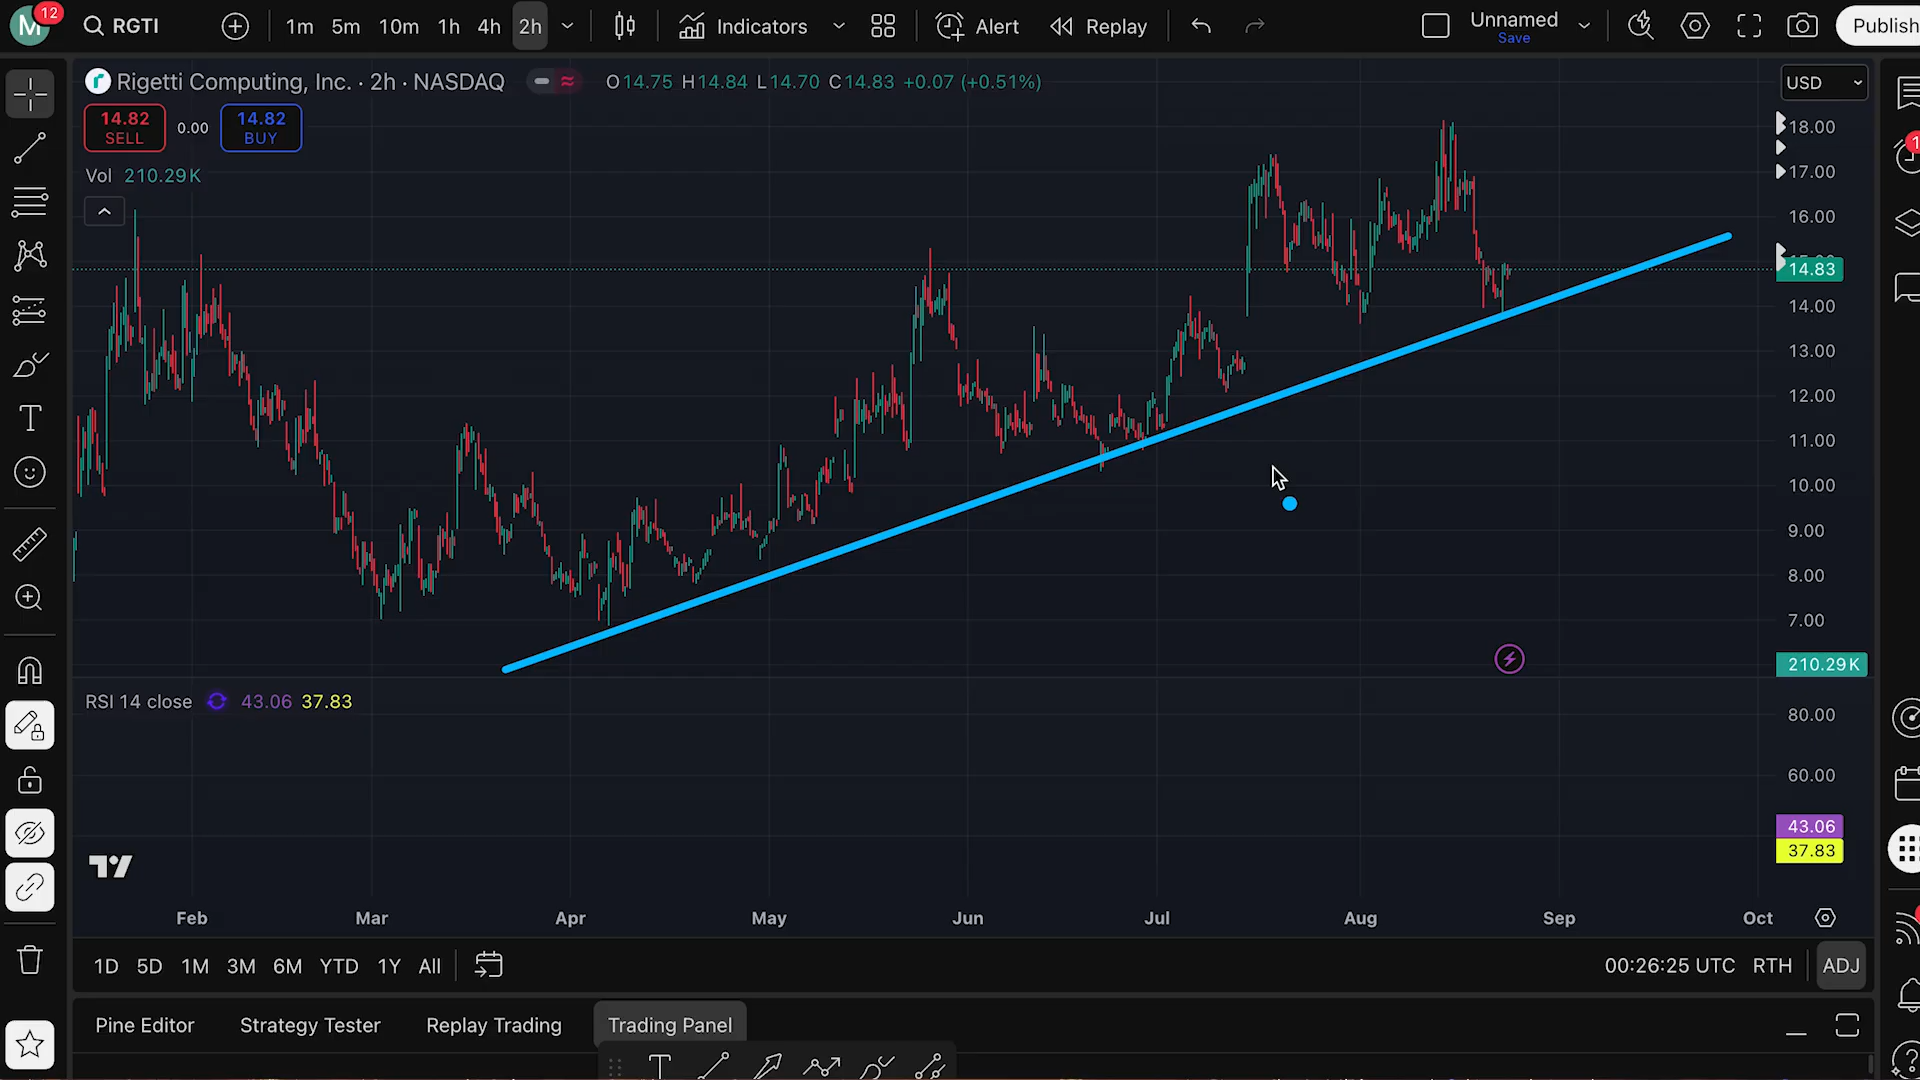 M 12 RGTI 1m 5m 10m 1h 4h 2h Indicators Alert Replay Unnamed Save Publish
Rigetti Computing, Inc. · 2h · NASDAQ O14.75 H14.84 L14.70 C14.83 +0.07 (+0.51%) USD
14.82 SELL 0.00 14.82 BUY
Vol 210.29K
18.00
17.00
16.00
14.83
14.00
13.00
12.00
11.00
10.00
9.00
8.00
7.00
210.29K
RSI 14 close 43.06 37.83
80.00
60.00
43.06
37.83
Feb Mar Apr May Jun Jul Aug Sep Oct
1D 5D 1M 3M 6M YTD 1Y All 00:26:25 UTC RTH ADJ
Pine Editor Strategy Tester Replay Trading Trading Panel